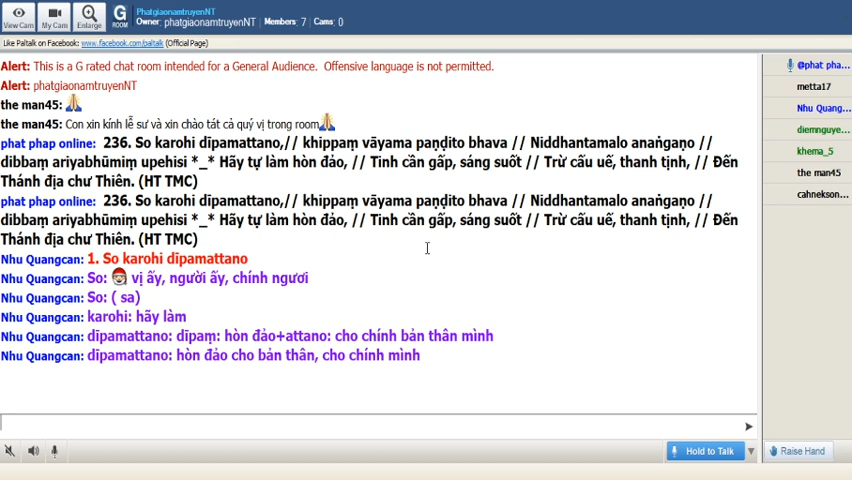 PhatgiaonamtruyenNT
Owner: phatgiaonamtruyenNT Members: 7 Cams: 0
View Cam My Cam Enlarge G ROOM
Like Paltalk on Facebook: www.facebook.com/paltalk (Official Page)
Alert: This is a G rated chat room intended for a General Audience. Offensive language is not permitted.
Alert: phatgiaonamtruyenNT
the man45: 🙏
the man45: Con xin kính lễ sư và xin chào tát cả quý vị trong room🙏
phat phap online: 236. So karohi dīpamattano,// khippaṃ vāyama paṇḍito bhava // Niddhantamalo anaṅgaṇo //
dibbaṃ ariyabhūmiṃ upehisi *_* Hãy tự làm hòn đảo, // Tinh cần gấp, sáng suốt // Trừ cấu uế, thanh tịnh, // Đến
Thánh địa chư Thiên. (HT TMC)
phat phap online: 236. So karohi dīpamattano,// khippaṃ vāyama paṇḍito bhava // Niddhantamalo anaṅgaṇo //
dibbaṃ ariyabhūmiṃ upehisi *_* Hãy tự làm hòn đảo, // Tinh cần gấp, sáng suốt // Trừ cấu uế, thanh tịnh, // Đến
Thánh địa chư Thiên. (HT TMC)
Nhu Quangcan: 1. So karohi dīpamattano
Nhu Quangcan: So: 🎅 vị ấy, người ấy, chính ngươi
Nhu Quangcan: So: ( sa)
Nhu Quangcan: karohi: hãy làm
Nhu Quangcan: dīpamattano: dīpaṃ: hòn đảo+attano: cho chính bản thân mình
Nhu Quangcan: dīpamattano: hòn đảo cho bản thân, cho chính mình
@phat pha...
metta17
Nhu Quang...
diemnguye...
khema_5
the man45
cahnekson...
Hold to Talk
Raise Hand